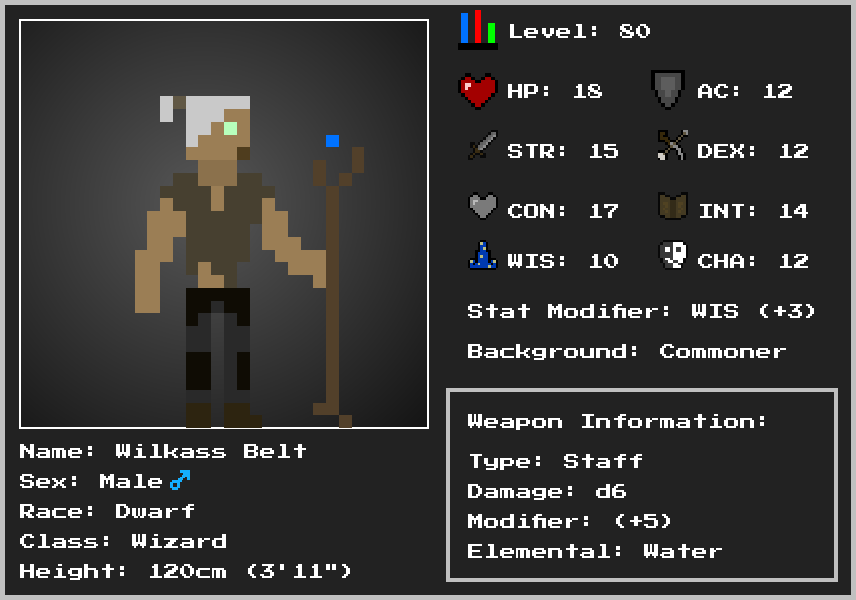 Level: 80
HP: 18 AC: 12
STR: 15 DEX: 12
CON: 17 INT: 14
WIS: 10 CHA: 12
Stat Modifier: WIS (+3)
Background: Commoner
Weapon Information:
Type: Staff
Damage: d6
Modifier: (+5)
Elemental: Water
Name: Wilkass Belt
Sex: Male ♂
Race: Dwarf
Class: Wizard
Height: 120cm (3'11")